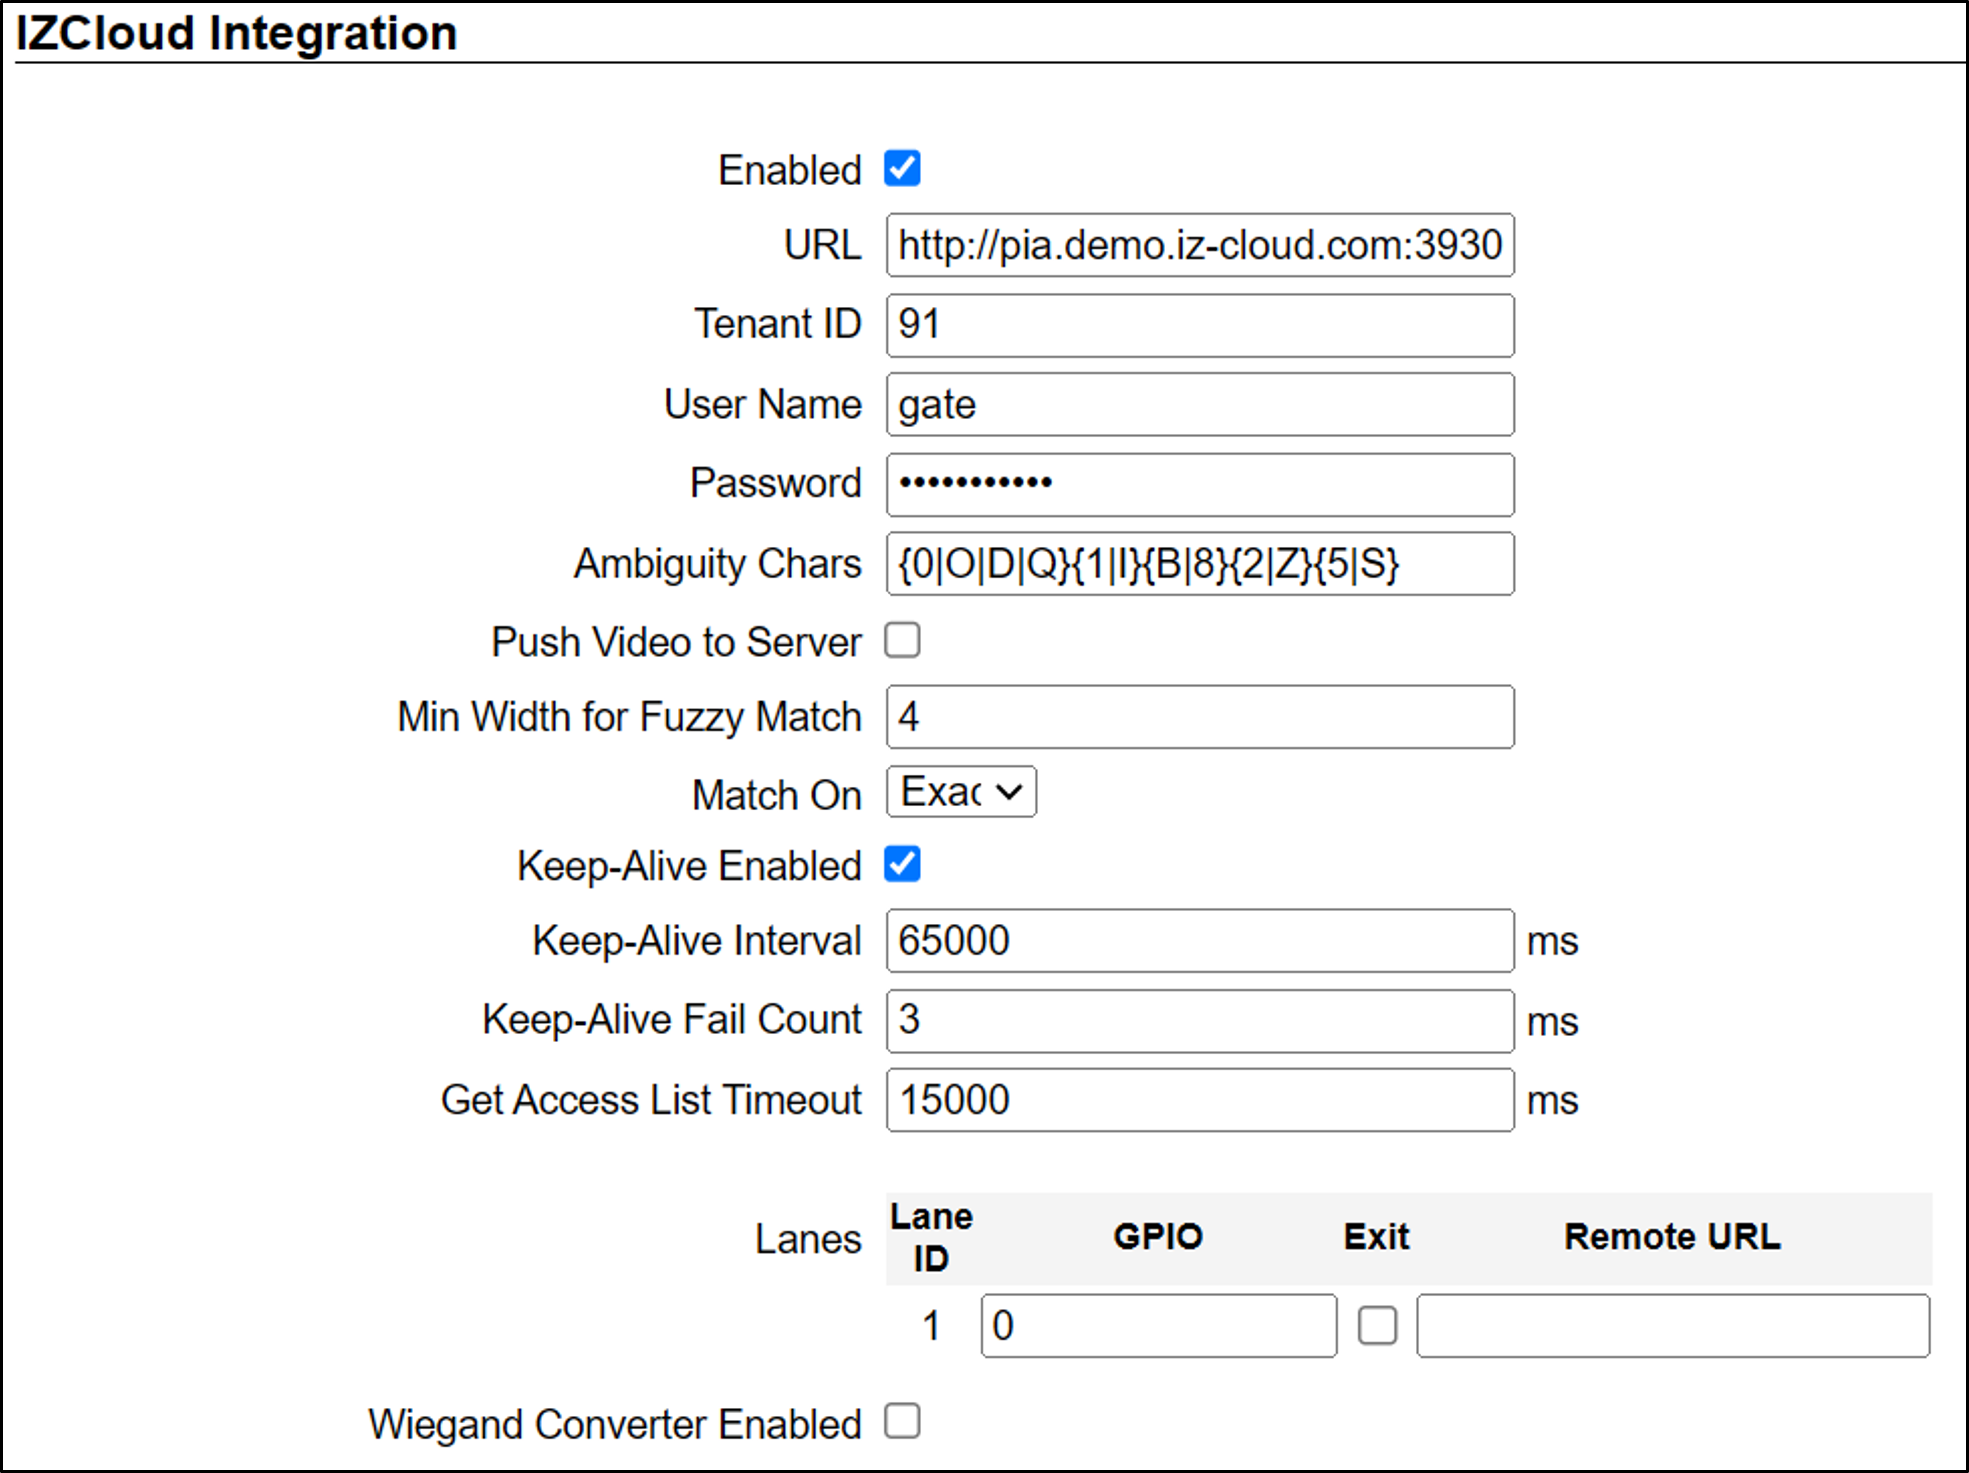 IZCloud Integration
Enabled
URL http://pia.demo.iz-cloud.com:3930
Tenant ID 91
User Name gate
Password •••••••••••
Ambiguity Chars {0|O|D|Q}{1|I}{B|8}{2|Z}{5|S}
Push Video to Server
Min Width for Fuzzy Match 4
Match On Exac
Keep-Alive Enabled
Keep-Alive Interval 65000 ms
Keep-Alive Fail Count 3 ms
Get Access List Timeout 15000 ms
Lanes Lane ID GPIO Exit Remote URL
1 0
Wiegand Converter Enabled